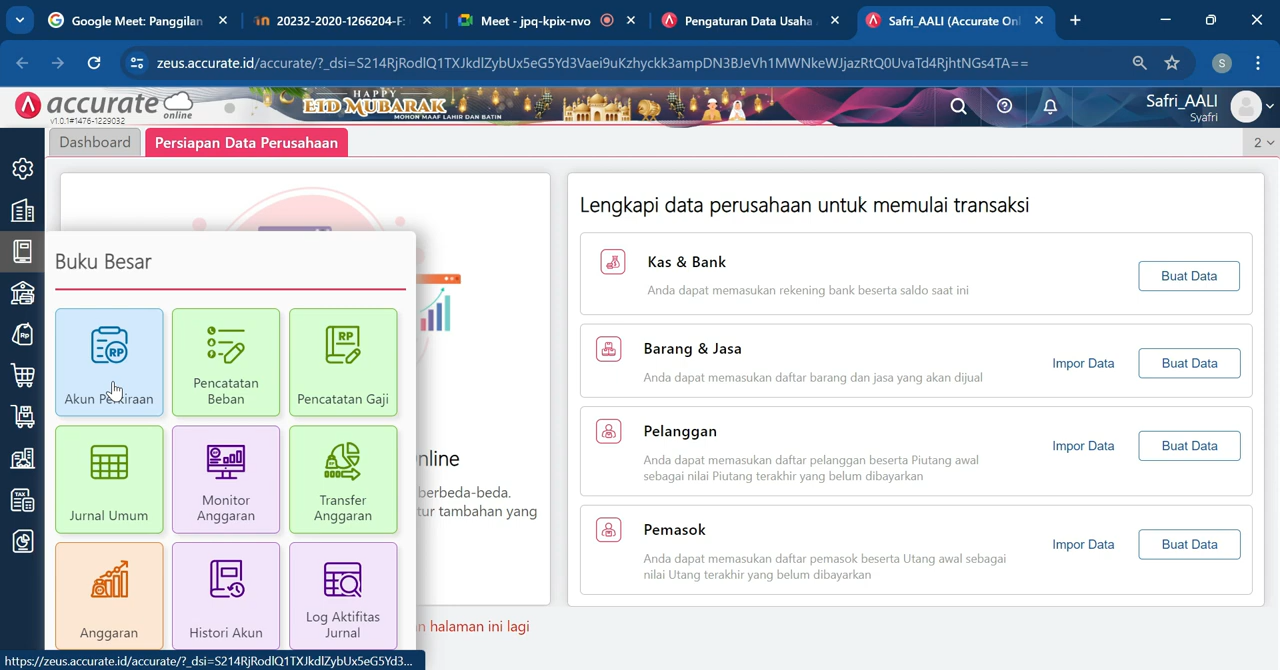 Google Meet: Panggilan
20232-2020-1266204-F:
Meet - jpq-kpix-nvo
Pengaturan Data Usaha
Safri_AALI (Accurate Onl
zeus.accurate.id/accurate/?_dsi=S214RjRodlQ1TXJkdlZybUx5eG5Yd3Vaei9uKzhyckk3ampDN3BJeVh1MWNkeWJjazRtQ0UvaTd4RjhtNGs4TA==
S
accurate online
v1.0.1#1476-1229032
HAPPY
EID MUBARAK
MOHON MAAF LAHIR DAN BATIN
Safri_AALI
Syafri
Dashboard
Persiapan Data Perusahaan
2
Lengkapi data perusahaan untuk memulai transaksi
Buku Besar
Kas & Bank
Anda dapat memasukan rekening bank beserta saldo saat ini
Buat Data
Akun Perkiraan
Pencatatan Beban
Pencatatan Gaji
Barang & Jasa
Anda dapat memasukan daftar barang dan jasa yang akan dijual
Impor Data
Buat Data
Pelanggan
Anda dapat memasukan daftar pelanggan beserta Piutang awal
sebagai nilai Piutang terakhir yang belum dibayarkan
Impor Data
Buat Data
nline
berbeda-beda.
tur tambahan yang
Jurnal Umum
Monitor Anggaran
Transfer Anggaran
Pemasok
Anda dapat memasukan daftar pemasok beserta Utang awal sebagai
nilai Utang terakhir yang belum dibayarkan
Impor Data
Buat Data
Anggaran
Histori Akun
Log Aktifitas Jurnal
n halaman ini lagi
https://zeus.accurate.id/accurate/?_dsi=S214RjRodlQ1TXJkdlZybUx5eG5Yd3...